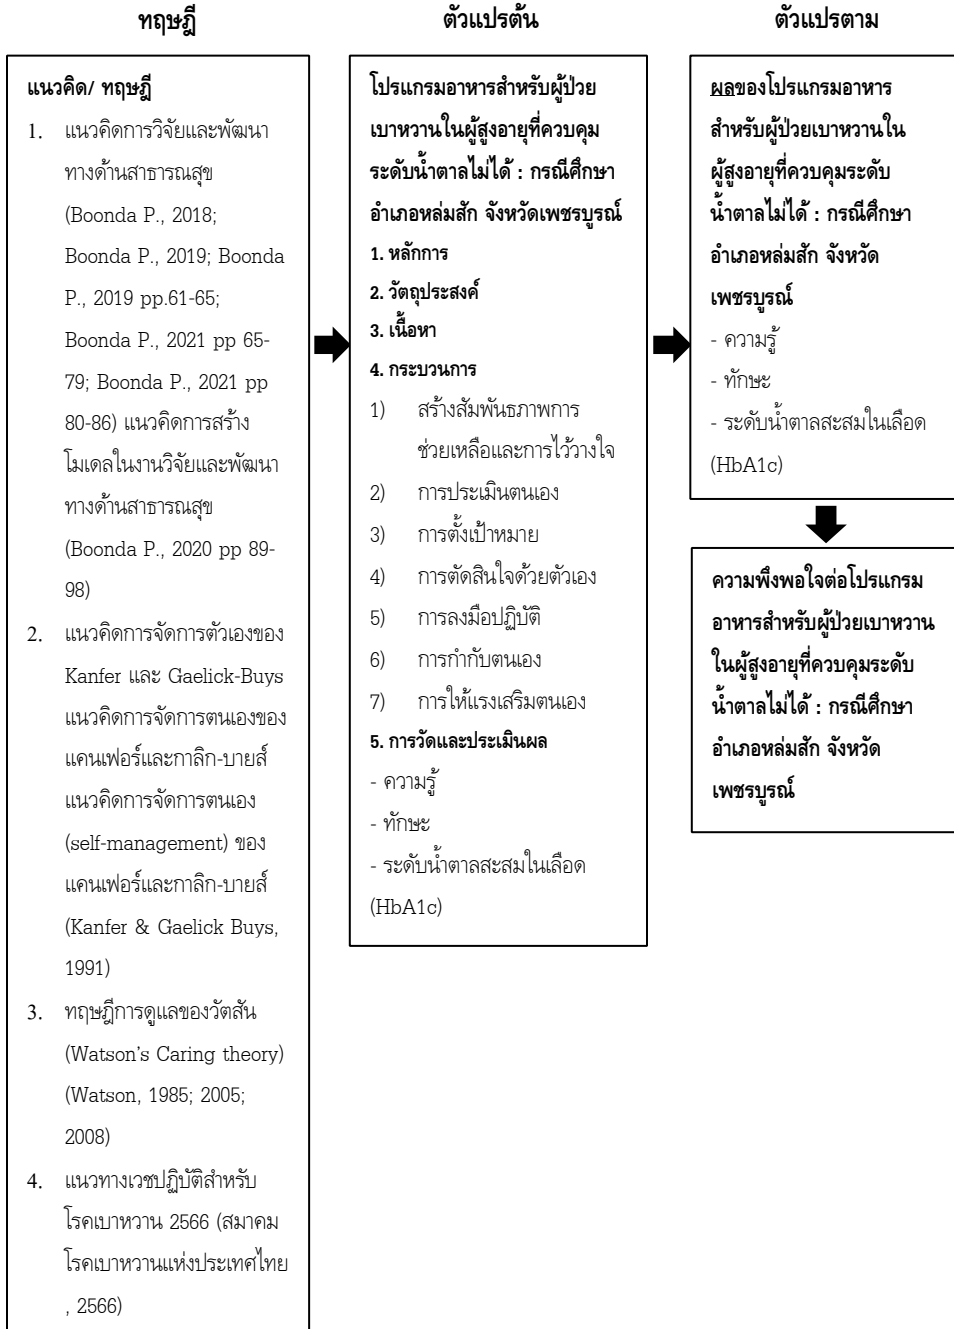 ทฤษฎี
แนวคิด/ ทฤษฎี
1. แนวคิดการวิจัยและพัฒนา
ทางด้านสาธารณสุข
(Boonda P., 2018;
Boonda P., 2019; Boonda
P., 2019 pp.61-65;
Boonda P., 2021 pp 65-
79; Boonda P., 2021 pp
80-86) แนวคิดการสร้าง
โมเดลในงานวิจัยและพัฒนา
ทางด้านสาธารณสุข
(Boonda P., 2020 pp 89-
98)
2. แนวคิดการจัดการตัวเองของ
Kanfer และ Gaelick-Buys
แนวคิดการจัดการตนเองของ
แคนเฟอร์และกาลิก-บายส์
แนวคิดการจัดการตนเอง
(self-management) ของ
แคนเฟอร์และกาลิก-บายส์
(Kanfer & Gaelick Buys,
1991)
3. ทฤษฎีการดูแลของวัตสัน
(Watson’s Caring theory)
(Watson, 1985; 2005;
2008)
4. แนวทางเวชปฏิบัติสำหรับ
โรคเบาหวาน 2566 (สมาคม
โรคเบาหวานแห่งประเทศไทย
, 2566)
ตัวแปรต้น
โปรแกรมอาหารสำหรับผู้ป่วย
เบาหวานในผู้สูงอายุที่ควบคุม
ระดับน้ำตาลไม่ได้ : กรณีศึกษา
อำเภอหล่มสัก จังหวัดเพชรบูรณ์
1. หลักการ
2. วัตถุประสงค์
3. เนื้อหา
4. กระบวนการ
1) สร้างสัมพันธภาพการ
ช่วยเหลือและการไว้วางใจ
2) การประเมินตนเอง
3) การตั้งเป้าหมาย
4) การตัดสินใจด้วยตัวเอง
5) การลงมือปฏิบัติ
6) การกำกับตนเอง
7) การให้แรงเสริมตนเอง
5. การวัดและประเมินผล
- ความรู้
- ทักษะ
- ระดับน้ำตาลสะสมในเลือด
(HbA1c)
ตัวแปรตาม
ผลของโปรแกรมอาหาร
สำหรับผู้ป่วยเบาหวานใน
ผู้สูงอายุที่ควบคุมระดับ
น้ำตาลไม่ได้ : กรณีศึกษา
อำเภอหล่มสัก จังหวัด
เพชรบูรณ์
- ความรู้
- ทักษะ
- ระดับน้ำตาลสะสมในเลือด
(HbA1c)
ความพึงพอใจต่อโปรแกรม
อาหารสำหรับผู้ป่วยเบาหวาน
ในผู้สูงอายุที่ควบคุมระดับ
น้ำตาลไม่ได้ : กรณีศึกษา
อำเภอหล่มสัก จังหวัด
เพชรบูรณ์